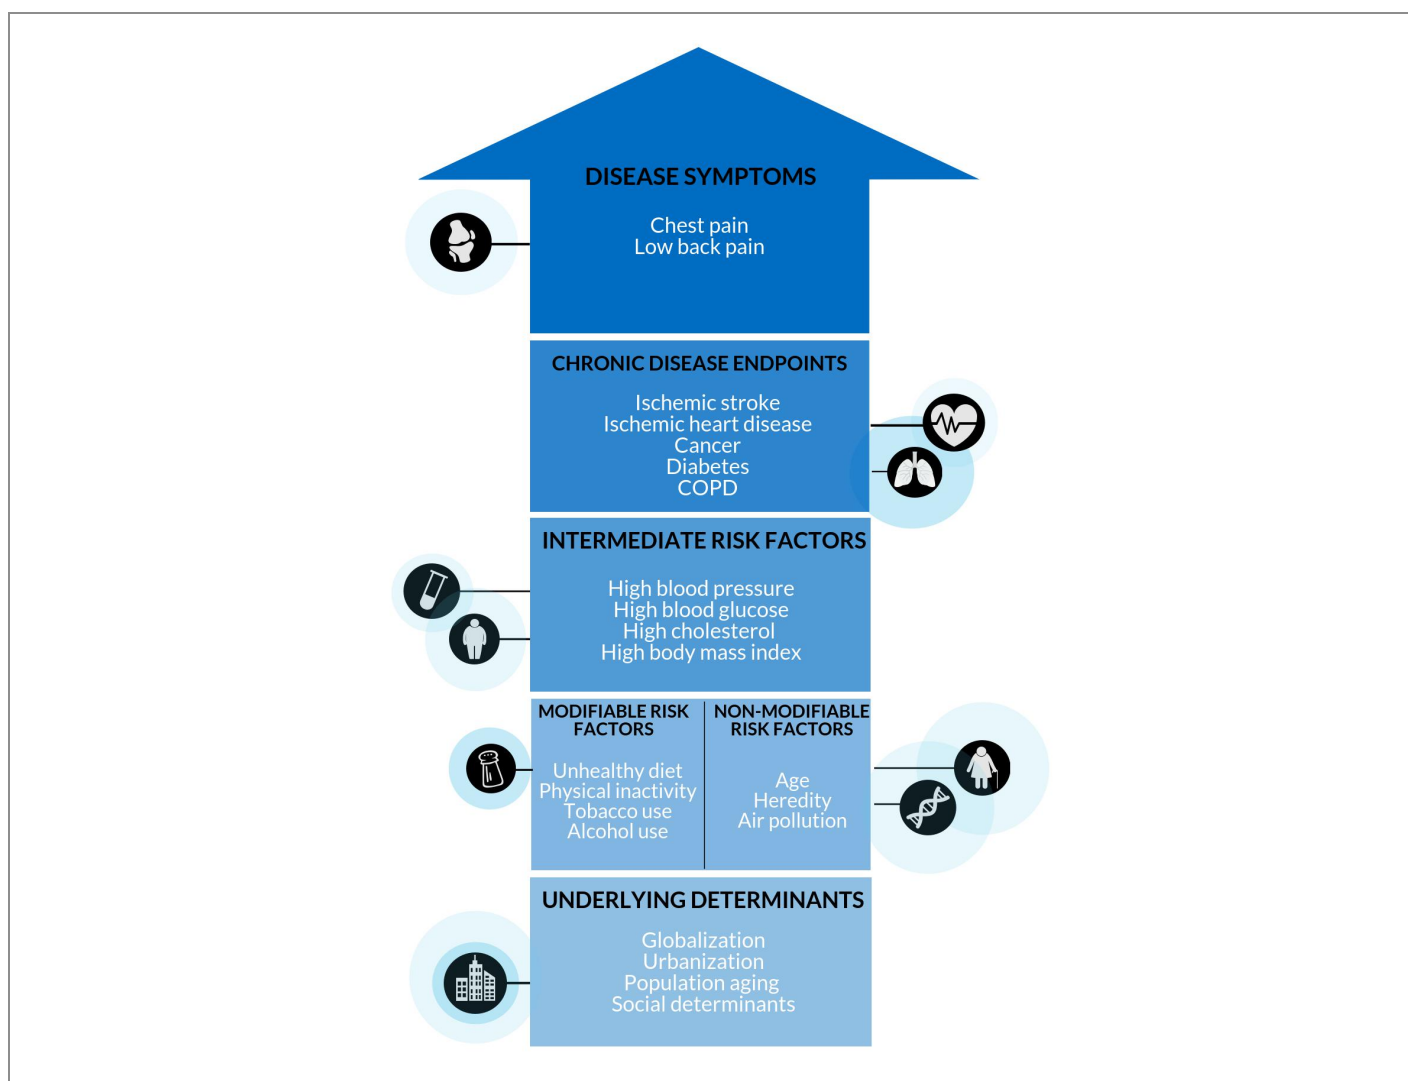 DISEASE SYMPTOMS
Chest pain
Low back pain
CHRONIC DISEASE ENDPOINTS
Ischemic stroke
Ischemic heart disease
Cancer
Diabetes
COPD
INTERMEDIATE RISK FACTORS
High blood pressure
High blood glucose
High cholesterol
High body mass index
MODIFIABLE RISK
FACTORS
Unhealthy diet
Physical inactivity
Tobacco use
Alcohol use
NON-MODIFIABLE
RISK FACTORS
Age
Heredity
Air pollution
UNDERLYING DETERMINANTS
Globalization
Urbanization
Population aging
Social determinants